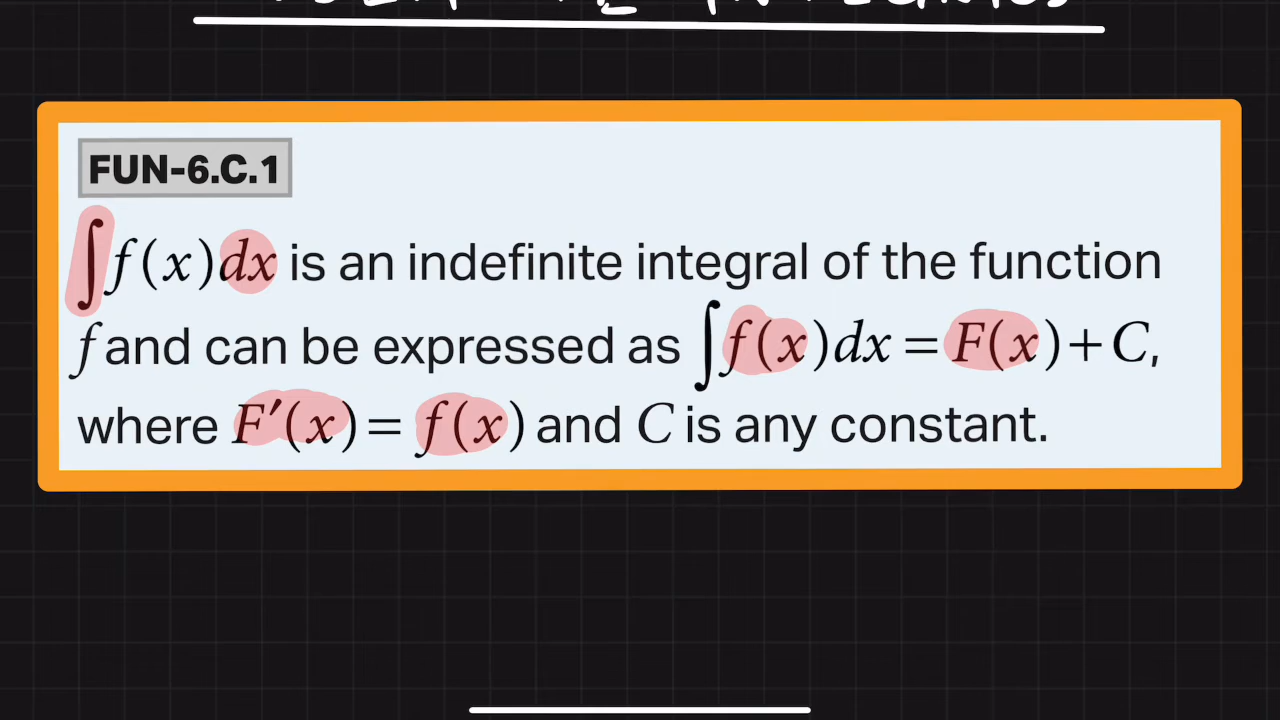 FUN-6.C.1
∫f(x)dx is an indefinite integral of the function
f and can be expressed as ∫f(x)dx = F(x)+C,
where F′(x)= f(x) and C is any constant.